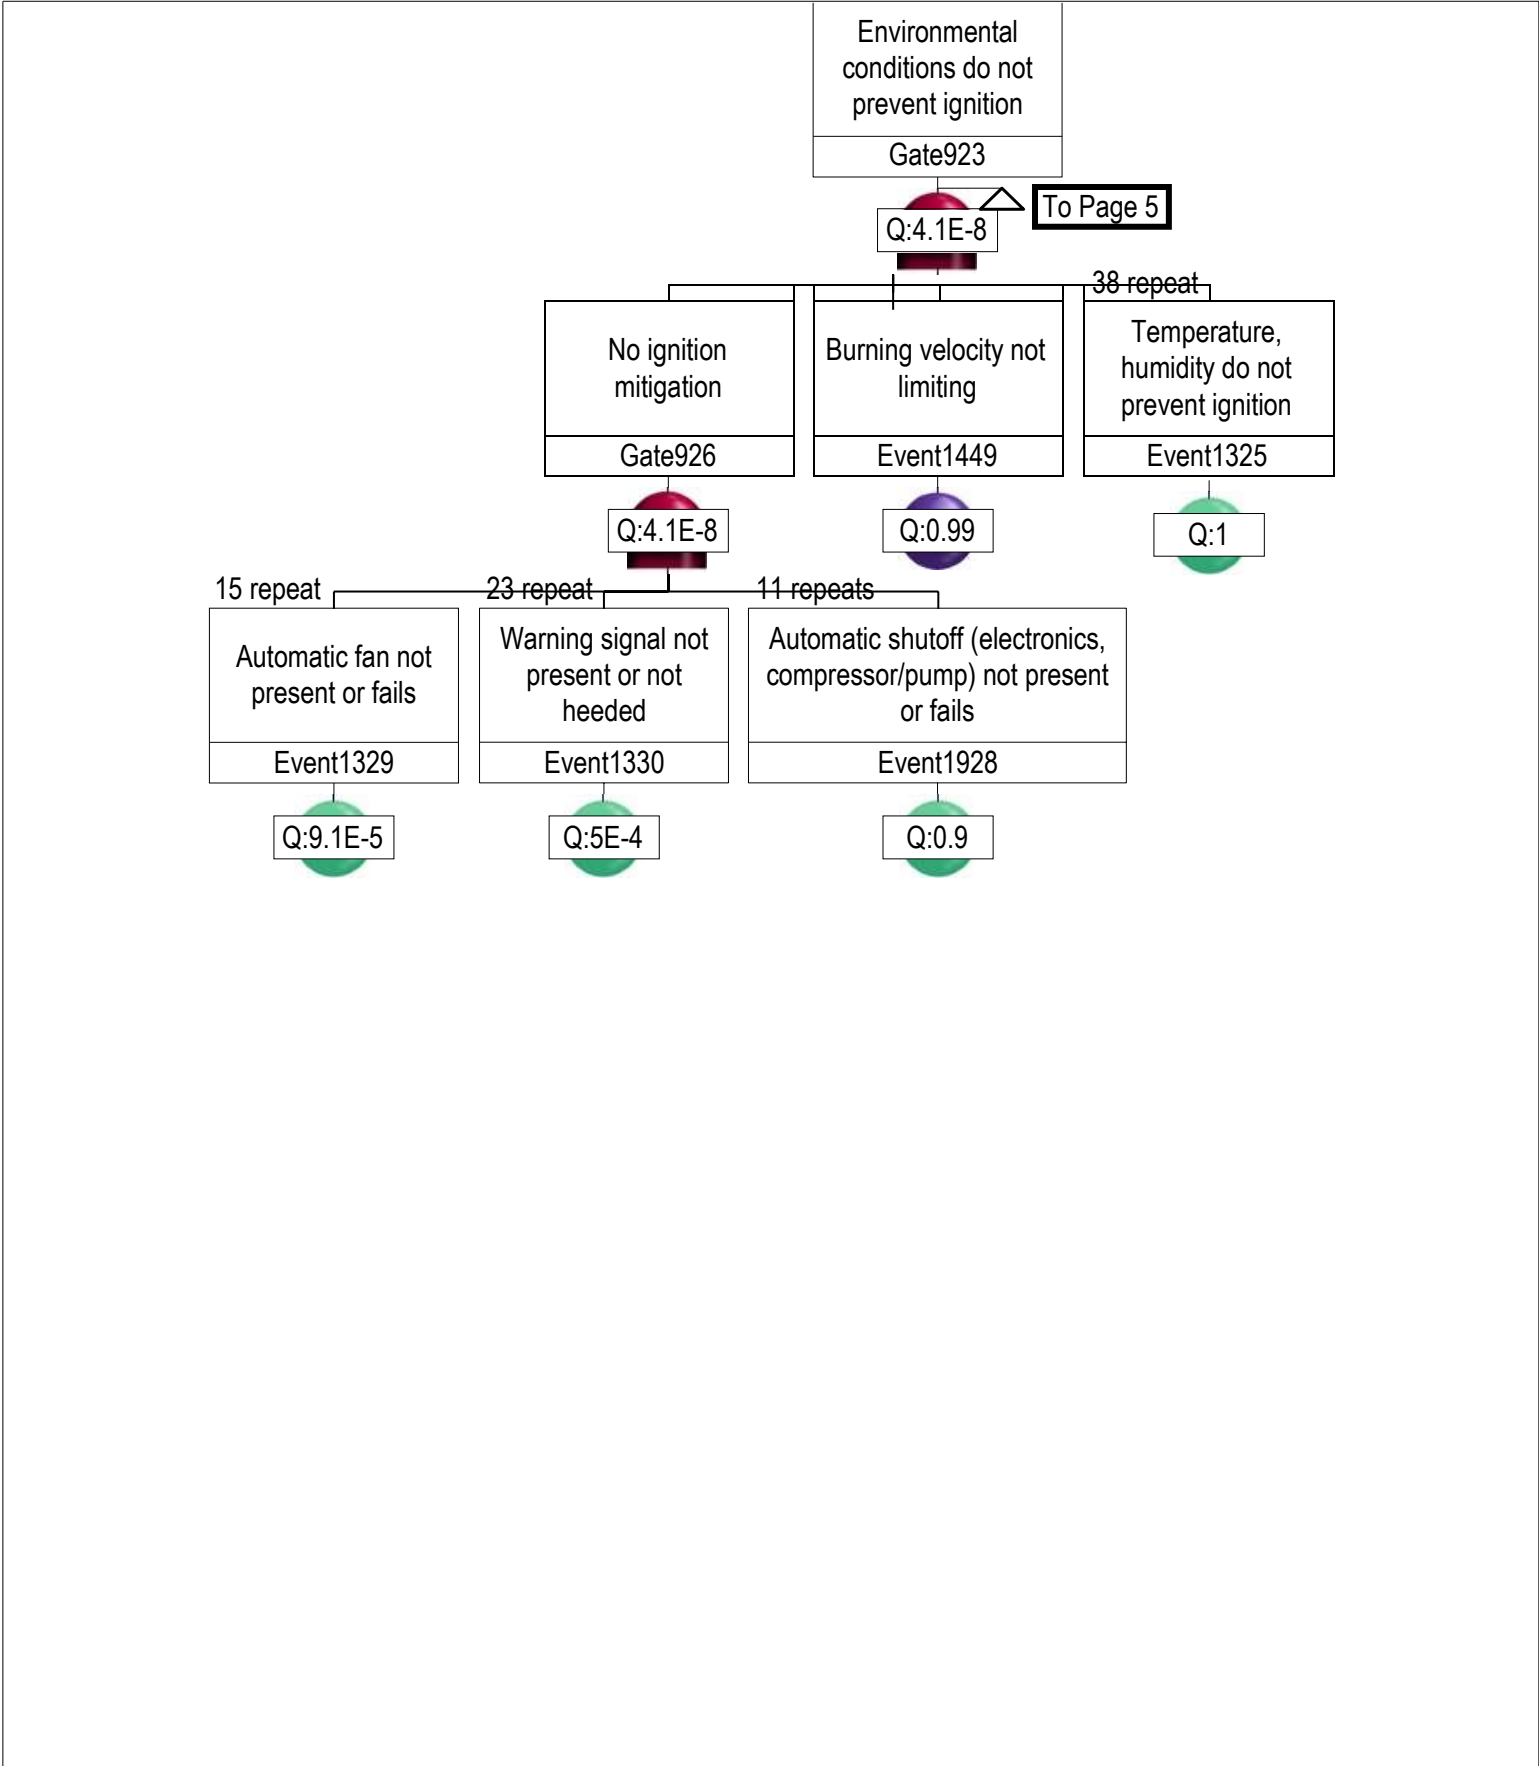 Environmental
conditions do not
prevent ignition
Gate923
To Page 5
Q:4.1E-8
38 repeat
No ignition
mitigation
Gate926
Q:4.1E-8
Burning velocity not
limiting
Event1449
Q:0.99
Temperature,
humidity do not
prevent ignition
Event1325
Q:1
15 repeat
23 repeat
11 repeats
Automatic fan not
present or fails
Event1329
Q:9.1E-5
Warning signal not
present or not
heeded
Event1330
Q:5E-4
Automatic shutoff (electronics,
compressor/pump) not present
or fails
Event1928
Q:0.9